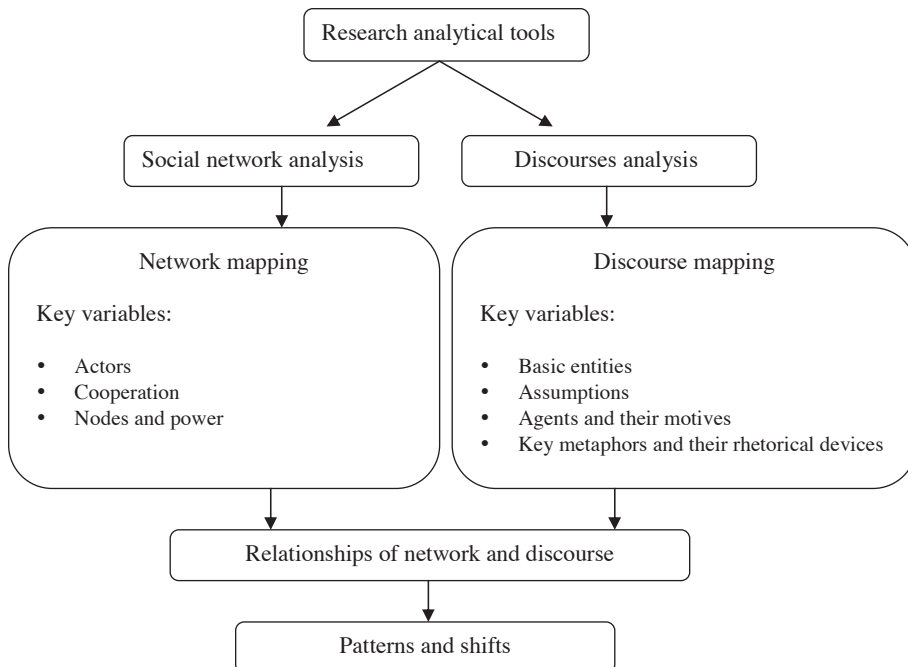 Research analytical tools
Social network analysis
Discourses analysis
Network mapping
Key variables:
• Actors
• Cooperation
• Nodes and power
Discourse mapping
Key variables:
• Basic entities
• Assumptions
• Agents and their motives
• Key metaphors and their rhetorical devices
Relationships of network and discourse
Patterns and shifts